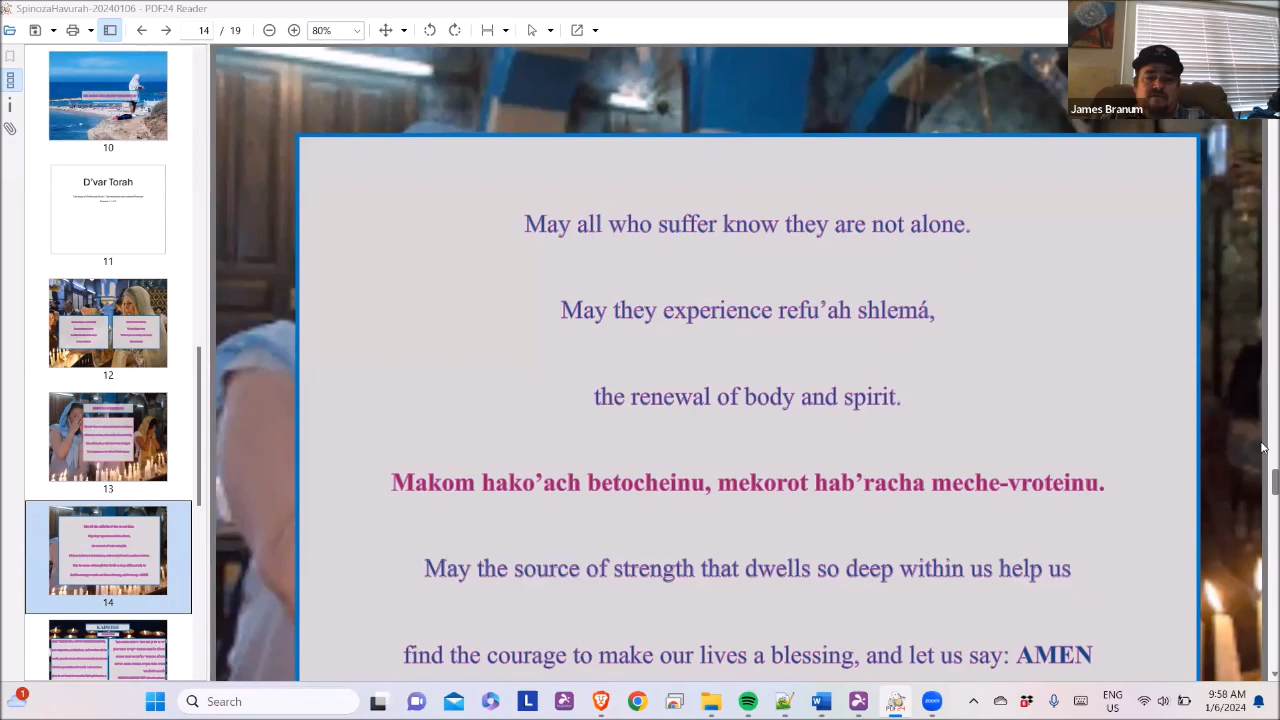 SpinozaHavurah-20240106 - PDF24 Reader
14 / 19
80%
James Branum
10
D'var Torah
11
12
13
14
KADDISH
May all who suffer know they are not alone.
May they experience refu'ah shlemá,
the renewal of body and spirit.
Makom hako'ach betocheinu, mekorot hab'racha meche-vroteinu.
May the source of strength that dwells so deep within us help us
find the courage to make our lives a blessing, and let us say: AMEN
1
Search
PDF24
zoom
ENG
US
9:58 AM
1/6/2024